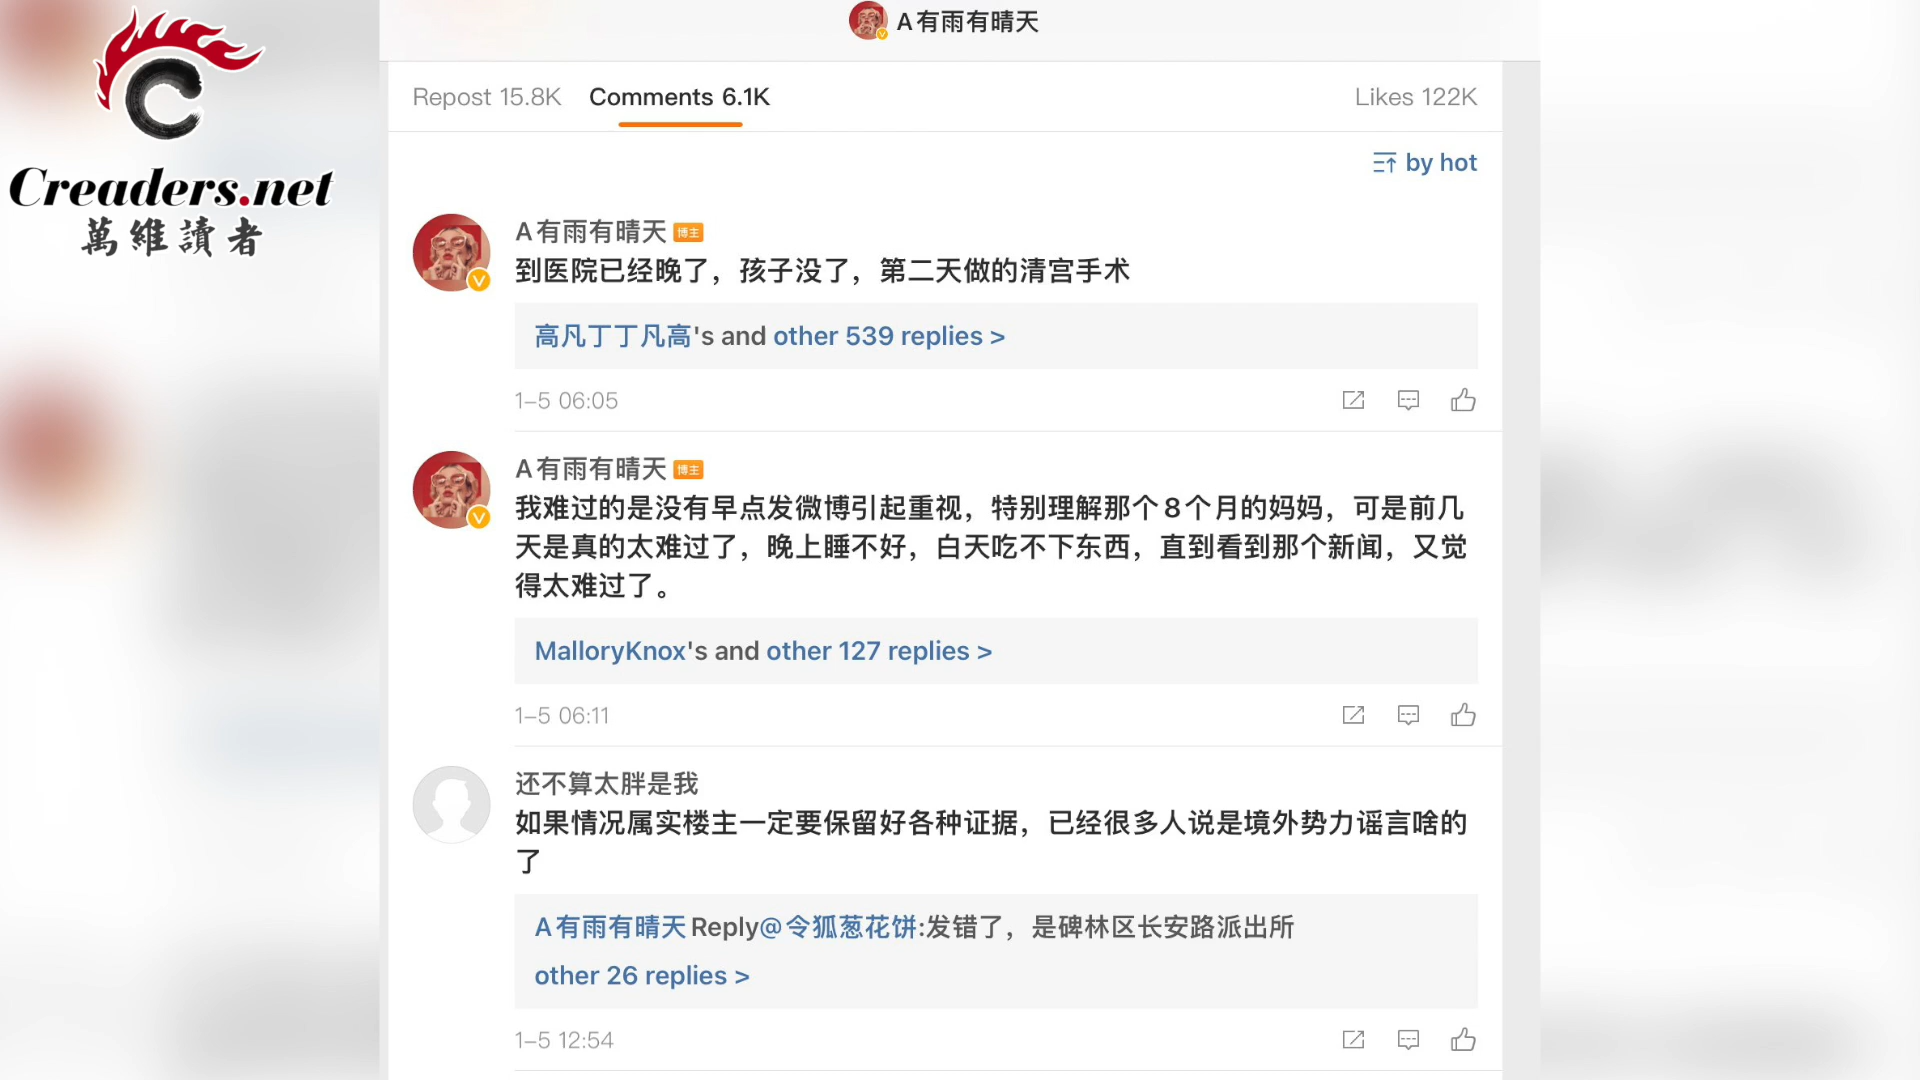 Creaders.net
萬維讀者
A有雨有晴天
Repost 15.8K Comments 6.1K Likes 122K
by hot
A有雨有晴天 博主
到医院已经晚了，孩子没了，第二天做的清宫手术
高凡丁丁凡高's and other 539 replies >
1-5 06:05
A有雨有晴天 博主
我难过的是没有早点发微博引起重视，特别理解那个8个月的妈妈，可是前几
天是真的太难过了，晚上睡不好，白天吃不下东西，直到看到那个新闻，又觉
得太难过了。
MalloryKnox's and other 127 replies >
1-5 06:11
还不算太胖是我
如果情况属实楼主一定要保留好各种证据，已经很多人说是境外势力谣言啥的
了
A有雨有晴天Reply@令狐葱花饼:发错了，是碑林区长安路派出所
other 26 replies >
1-5 12:54